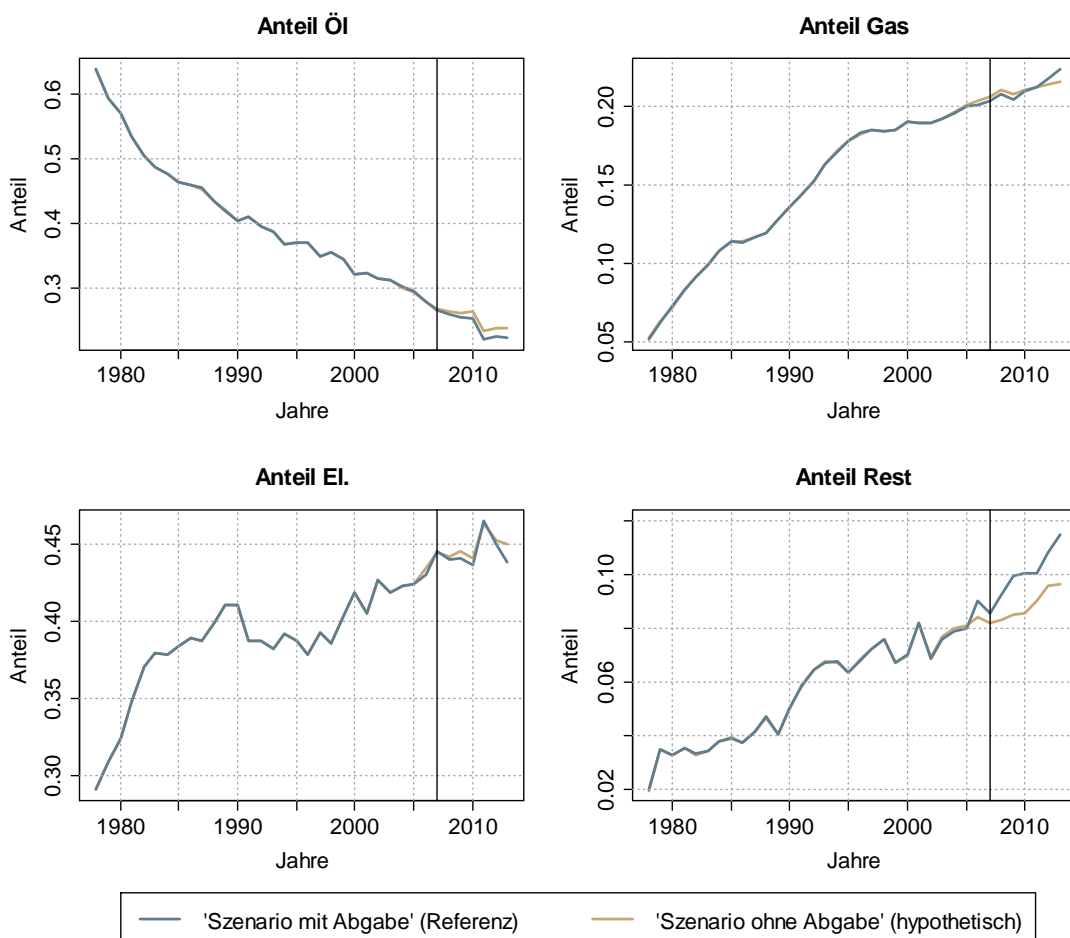 Anteil Öl
Anteil
0.3 0.4 0.5 0.6
1980 1990 2000 2010
Jahre
Anteil Gas
Anteil
0.05 0.10 0.15 0.20
1980 1990 2000 2010
Jahre
Anteil El.
Anteil
0.30 0.35 0.40 0.45
1980 1990 2000 2010
Jahre
Anteil Rest
Anteil
0.02 0.06 0.10
1980 1990 2000 2010
Jahre
'Szenario mit Abgabe' (Referenz) 'Szenario ohne Abgabe' (hypothetisch)